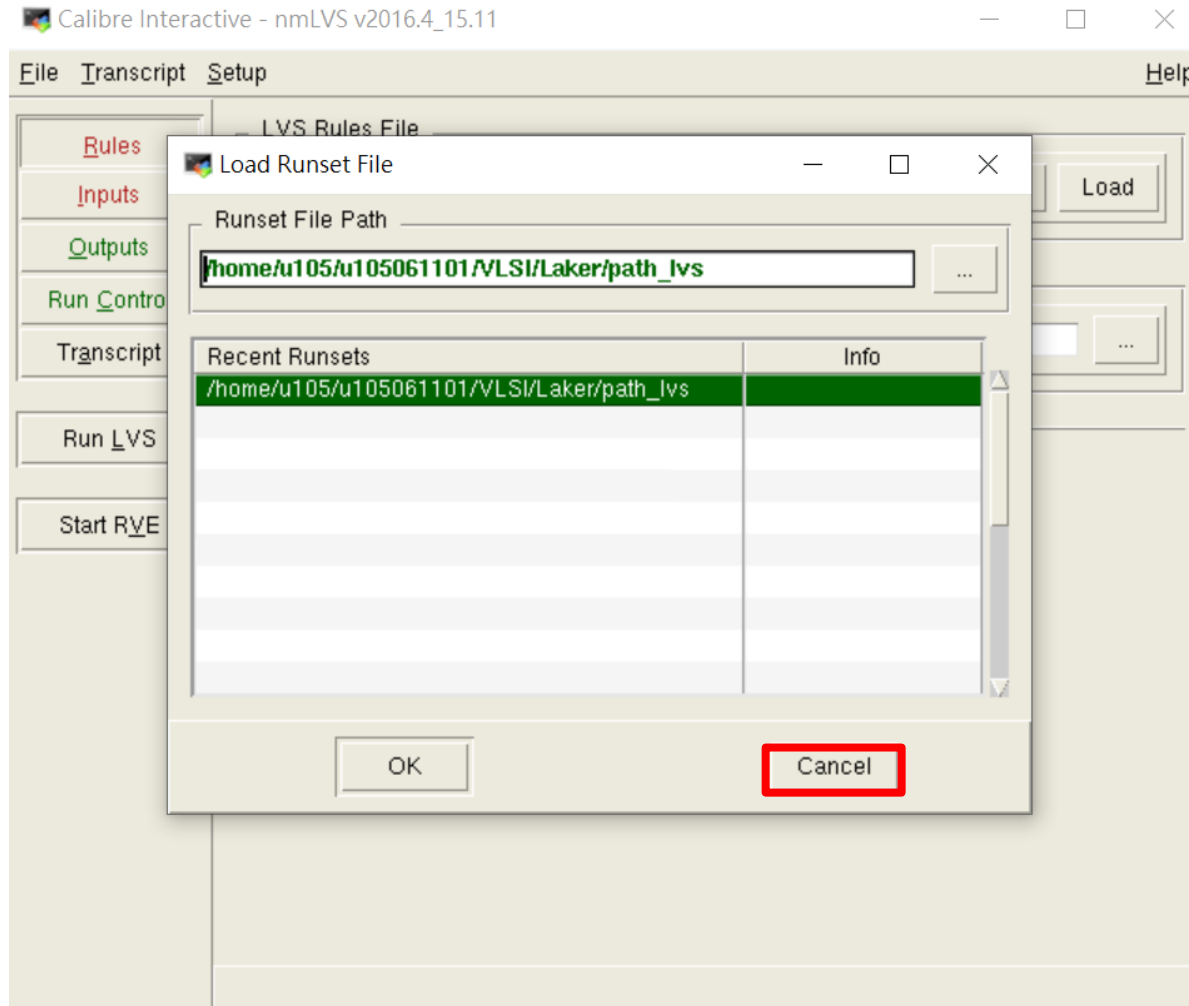 Calibre Interactive - nmLVS v2016.4_15.11
File Transcript Setup Help
LVS Rules File
Rules
Load Runset File
Load
Inputs
Runset File Path
Outputs
/home/u105/u105061101/VLSI/Laker/path_lvs
...
Run Contro
Transcript
...
Recent Runsets Info
/home/u105/u105061101/VLSI/Laker/path_lvs
Run LVS
Start RVE
OK Cancel